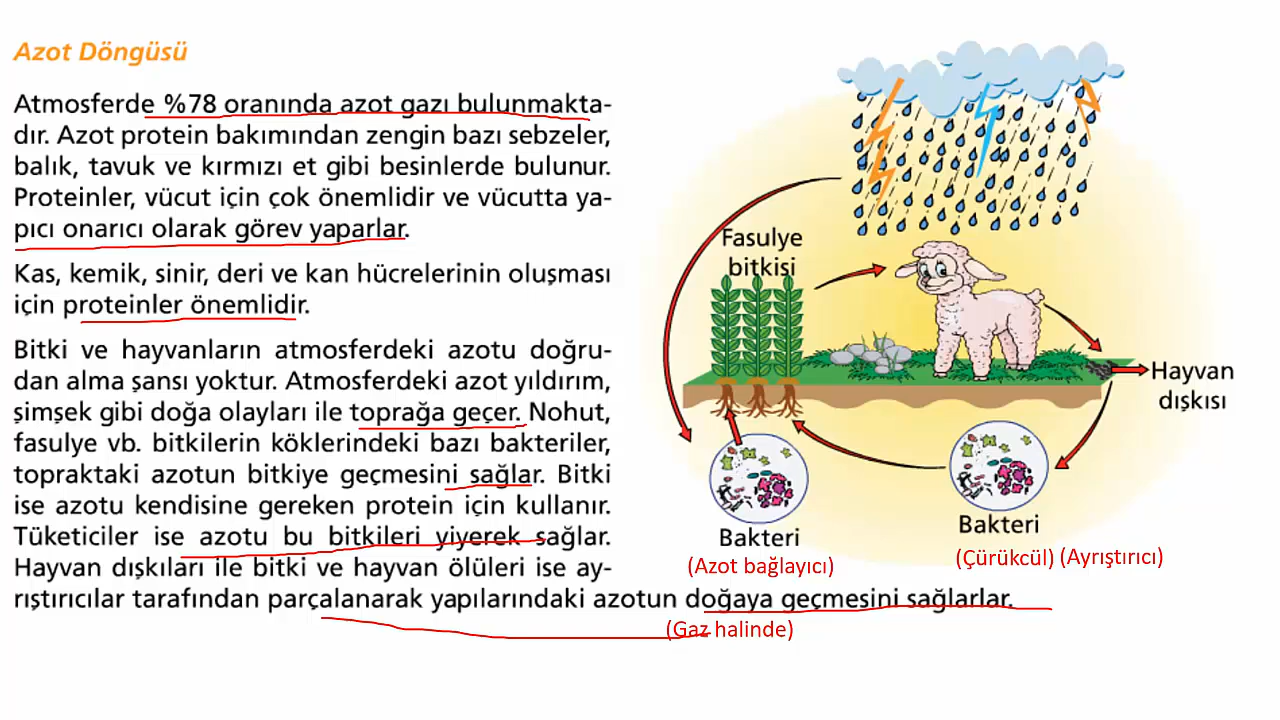 Azot Döngüsü
Atmosferde %78 oranında azot gazı bulunmakta-
dır. Azot protein bakımından zengin bazı sebzeler,
balık, tavuk ve kırmızı et gibi besinlerde bulunur.
Proteinler, vücut için çok önemlidir ve vücutta ya-
pıcı onarıcı olarak görev yaparlar.
Kas, kemik, sinir, deri ve kan hücrelerinin oluşması
için proteinler önemlidir.
Bitki ve hayvanların atmosferdeki azotu doğru-
dan alma şansı yoktur. Atmosferdeki azot yıldırım,
şimşek gibi doğa olayları ile toprağa geçer. Nohut,
fasulye vb. bitkilerin köklerindeki bazı bakteriler,
topraktaki azotun bitkiye geçmesini sağlar. Bitki
ise azotu kendisine gereken protein için kullanır.
Tüketiciler ise azotu bu bitkileri yiyerek sağlar.
Hayvan dışkıları ile bitki ve hayvan ölüleri ise ay-
rıştırıcılar tarafından parçalanarak yapılarındaki azotun doğaya geçmesini sağlarlar.
(Gaz halinde)
Fasulye
bitkisi
Hayvan
dışkısı
Bakteri
(Azot bağlayıcı)
Bakteri
(Çürükcül) (Ayrıştırıcı)